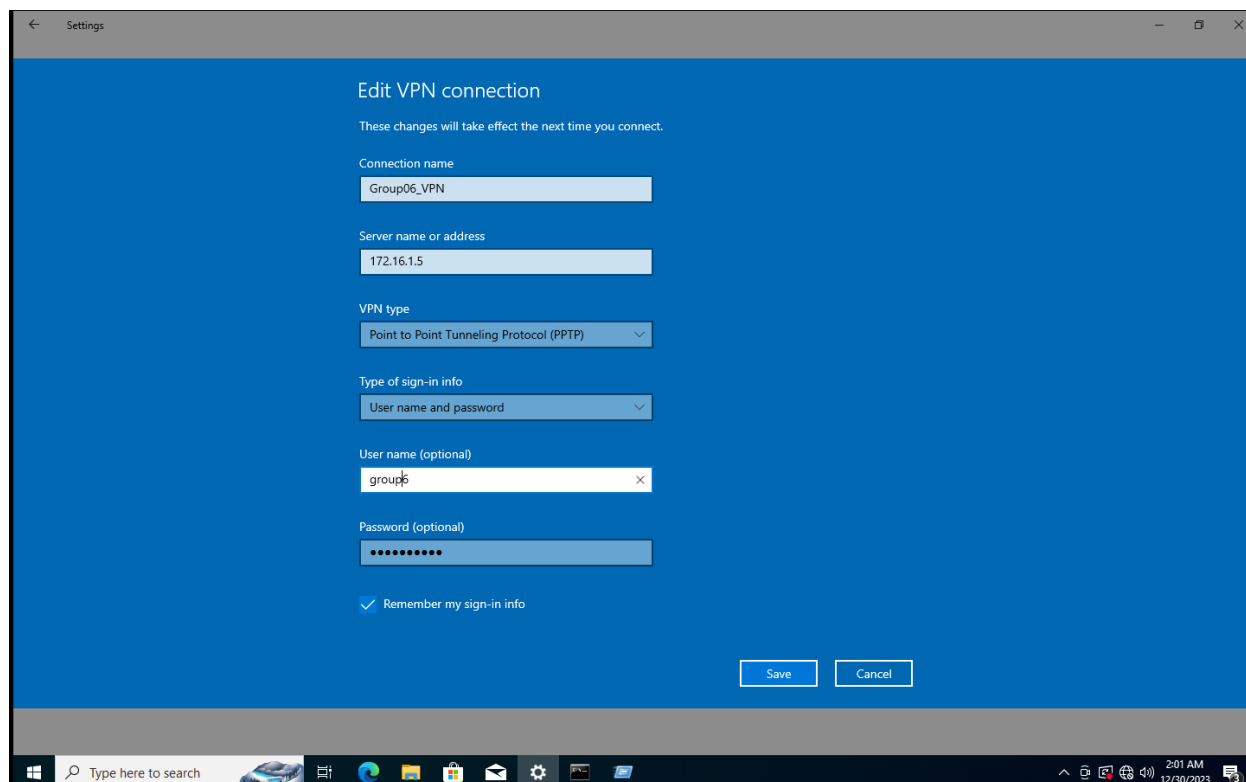 Settings
Edit VPN connection
These changes will take effect the next time you connect.
Connection name
Group06_VPN
Server name or address
172.16.1.5
VPN type
Point to Point Tunneling Protocol (PPTP)
Type of sign-in info
User name and password
User name (optional)
group6
Password (optional)
••••••••••
Remember my sign-in info
Save Cancel
Type here to search
2:01 AM
12/30/2023